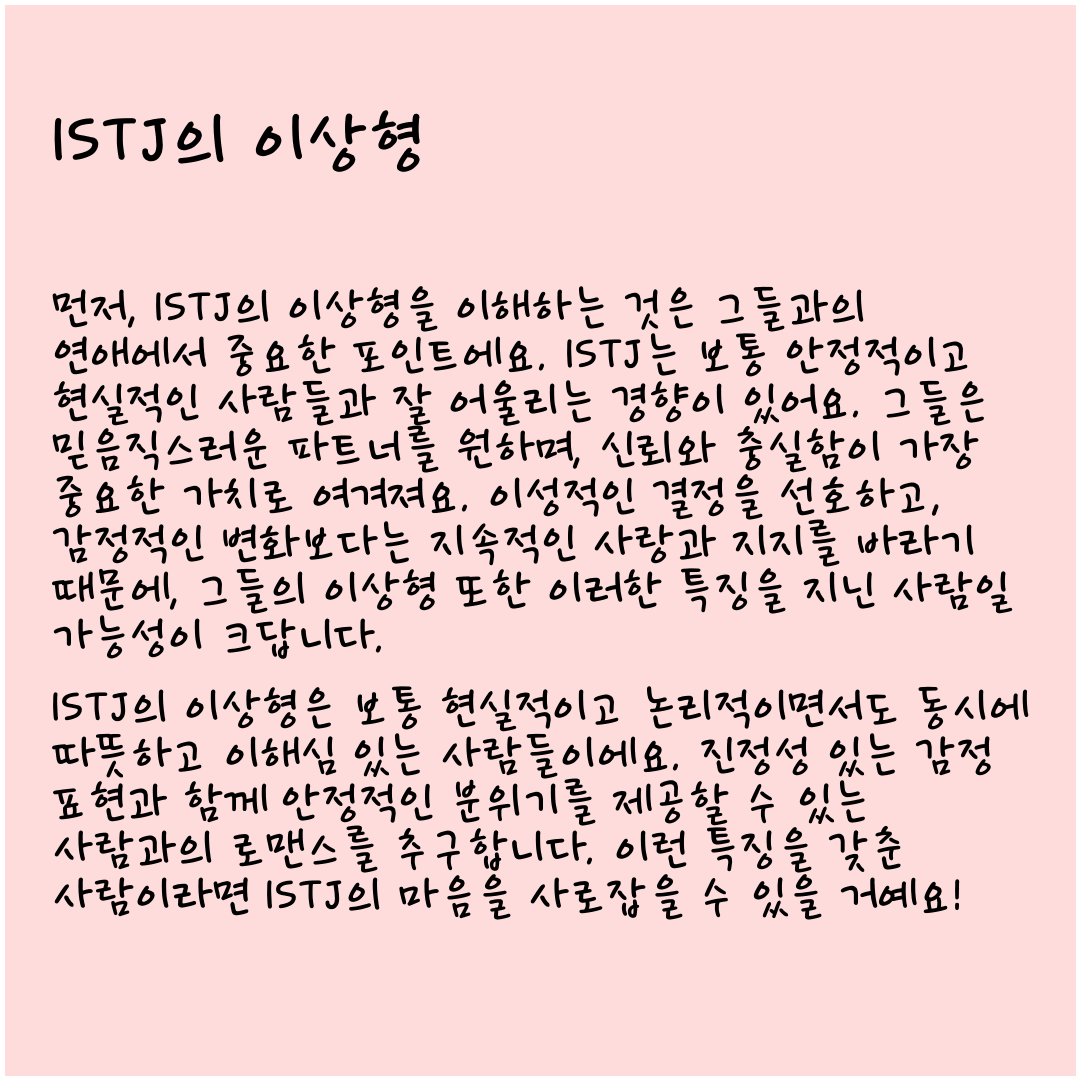 ISTJ의 이상형
먼저, ISTJ의 이상형을 이해하는 것은 그들과의
연애에서 중요한 포인트에요. ISTJ는 보통 안정적이고
현실적인 사람들과 잘 어울리는 경향이 있어요. 그들은
믿음직스러운 파트너를 원하며, 신뢰와 충실함이 가장
중요한 가치로 여겨져요. 이성적인 결정을 선호하고,
감정적인 변화보다는 지속적인 사랑과 지지를 바라기
때문에, 그들의 이상형 또한 이러한 특징을 지닌 사람일
가능성이 크답니다.
ISTJ의 이상형은 보통 현실적이고 논리적이면서도 동시에
따뜻하고 이해심 있는 사람들이에요. 진정성 있는 감정
표현과 함께 안정적인 분위기를 제공할 수 있는
사람과의 로맨스를 추구합니다. 이런 특징을 갖춘
사람이라면 ISTJ의 마음을 사로잡을 수 있을 거예요!